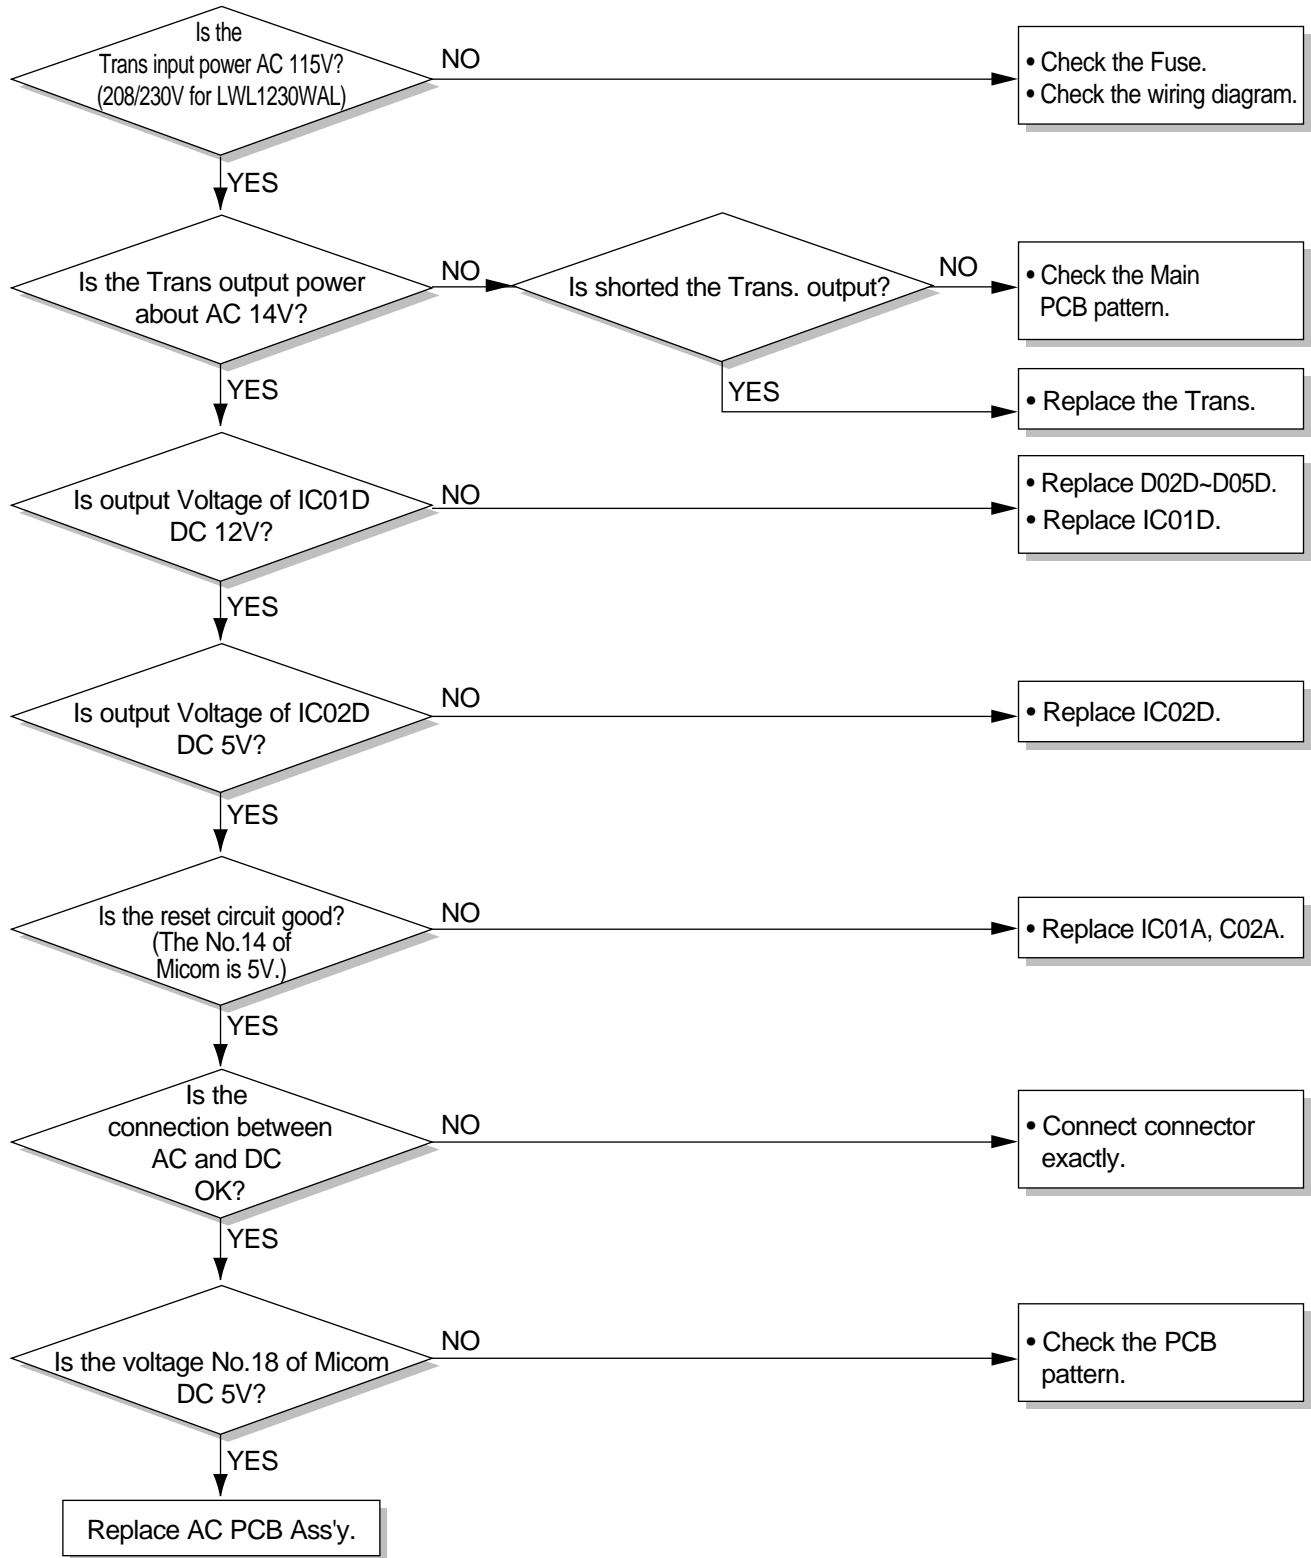 Is the
Trans input power AC 115V?
(208/230V for LWL1230WAL)
NO
• Check the Fuse.
• Check the wiring diagram.
YES
Is the Trans output power
about AC 14V?
NO
Is shorted the Trans. output?
NO
• Check the Main
PCB pattern.
YES
YES
• Replace the Trans.
Is output Voltage of IC01D
DC 12V?
NO
• Replace D02D~D05D.
• Replace IC01D.
YES
Is output Voltage of IC02D
DC 5V?
NO
• Replace IC02D.
YES
Is the reset circuit good?
(The No.14 of
Micom is 5V.)
NO
• Replace IC01A, C02A.
YES
Is the
connection between
AC and DC
OK?
NO
• Connect connector
exactly.
YES
Is the voltage No.18 of Micom
DC 5V?
NO
• Check the PCB
pattern.
YES
Replace AC PCB Ass'y.